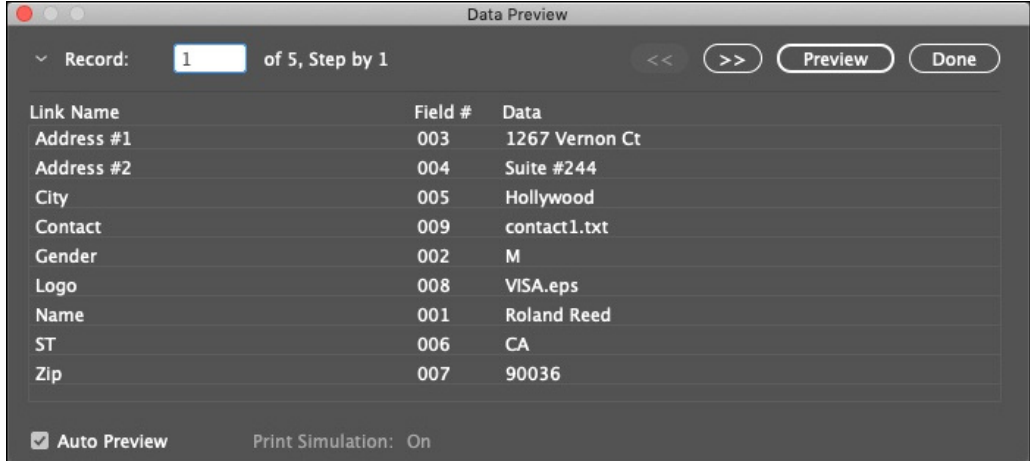 Data Preview
Record: 1 of 5, Step by 1 << >> Preview Done
Link Name Field # Data
Address #1 003 1267 Vernon Ct
Address #2 004 Suite #244
City 005 Hollywood
Contact 009 contact1.txt
Gender 002 M
Logo 008 VISA.eps
Name 001 Roland Reed
ST 006 CA
Zip 007 90036
Auto Preview Print Simulation: On